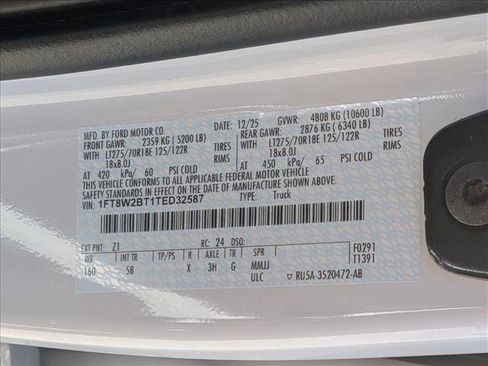 MFD. BY FORD MOTOR CO. 12/25 GVWR: 4808 KG (10600 LB)
FRONT GAWR: 2359 KG ( 5200 LB) REAR GAWR: 2876 KG ( 6340 LB)
WITH LT275/70R18E 125/122R TIRES WITH LT275/70R18E 125/122R TIRES
18x8.0J RIMS 18x8.0J RIMS
AT 420 kPa/ 60 PSI COLD AT 450 kPa/ 65 PSI COLD
THIS VEHICLE CONFORMS TO ALL APPLICABLE FEDERAL MOTOR VEHICLE
SAFETY STANDARDS IN EFFECT ON THE DATE OF MANUFACTURE SHOWN ABOVE.
VIN: 1FT8W2BT1TED32587 TYPE: Truck
EXT PNT: Z1 RC: 24 DSO: F0291
WB INT TR TP/PS R AXLE TR SPR T1391
160 5B X 3H G MMJJ
ULC RU5A-3520472-AB